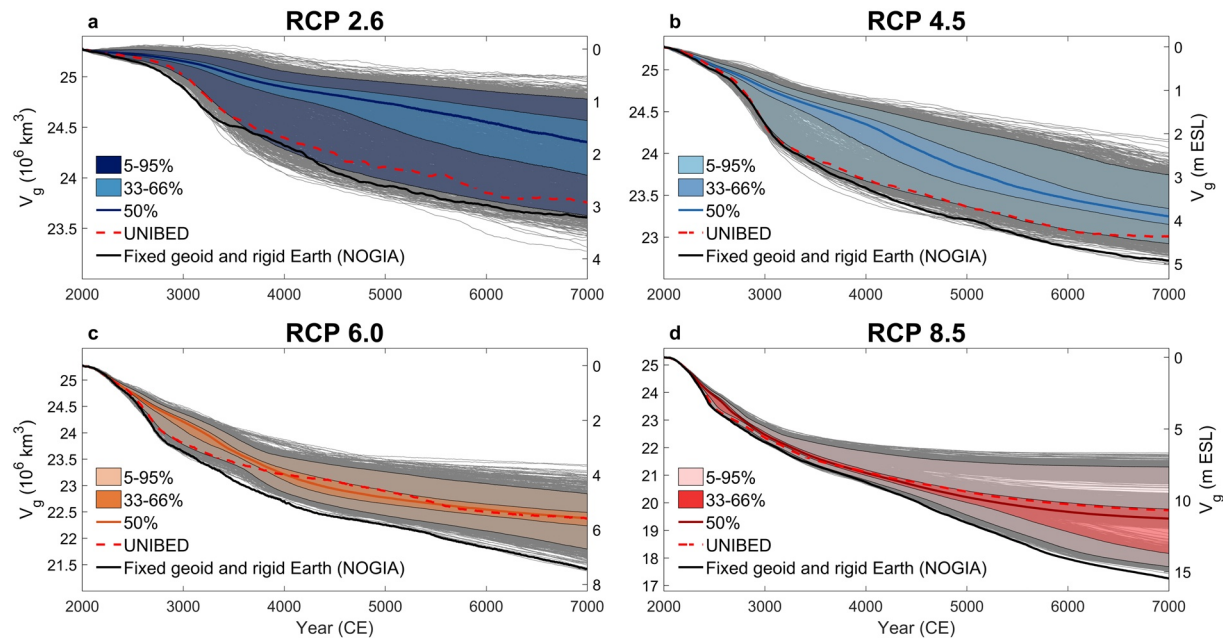 a RCP 2.6
25
24.5
24
23.5
V_g (10^6 km^3)
0
1
2
3
4
5-95%
33-66%
50%
UNIBED
Fixed geoid and rigid Earth (NOGIA)
2000 3000 4000 5000 6000 7000
b RCP 4.5
25
24.5
24
23.5
23
0
1
2
3
4
5
V_g (m ESL)
5-95%
33-66%
50%
UNIBED
Fixed geoid and rigid Earth (NOGIA)
2000 3000 4000 5000 6000 7000
c RCP 6.0
25
24.5
24
23.5
23
22.5
22
21.5
V_g (10^6 km^3)
0
2
4
6
8
5-95%
33-66%
50%
UNIBED
Fixed geoid and rigid Earth (NOGIA)
2000 3000 4000 5000 6000 7000
Year (CE)
d RCP 8.5
25
24
23
22
21
20
19
18
17
0
5
10
15
V_g (m ESL)
5-95%
33-66%
50%
UNIBED
Fixed geoid and rigid Earth (NOGIA)
2000 3000 4000 5000 6000 7000
Year (CE)